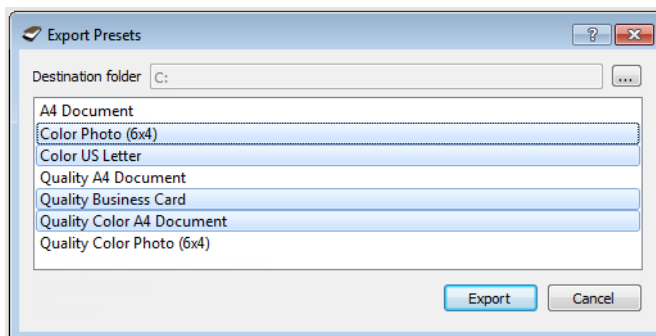 Export Presets
Destination folder C:
...
A4 Document
Color Photo (6x4)
Color US Letter
Quality A4 Document
Quality Business Card
Quality Color A4 Document
Quality Color Photo (6x4)
Export Cancel